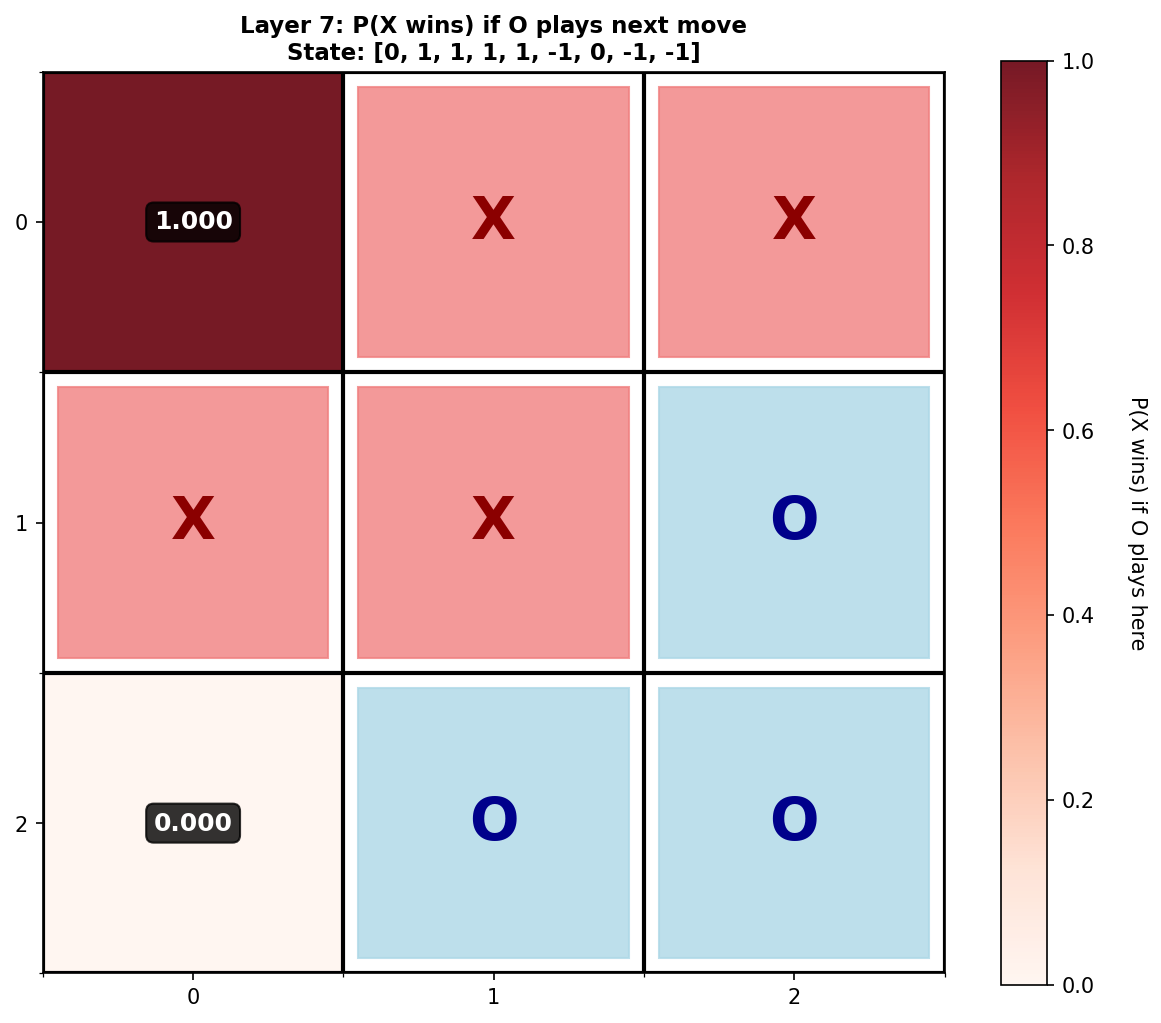 Layer 7: P(X wins) if O plays next move
State: [0, 1, 1, 1, 1, -1, 0, -1, -1]
0
1.000
X
X
1
X
X
O
2
0.000
O
O
0
1
2
1.0
0.8
0.6
0.4
0.2
0.0
P(X wins) if O plays here